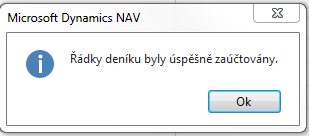 Microsoft Dynamics NAV
Řádky deníku byly úspěšně zaúčtovány.
Ok